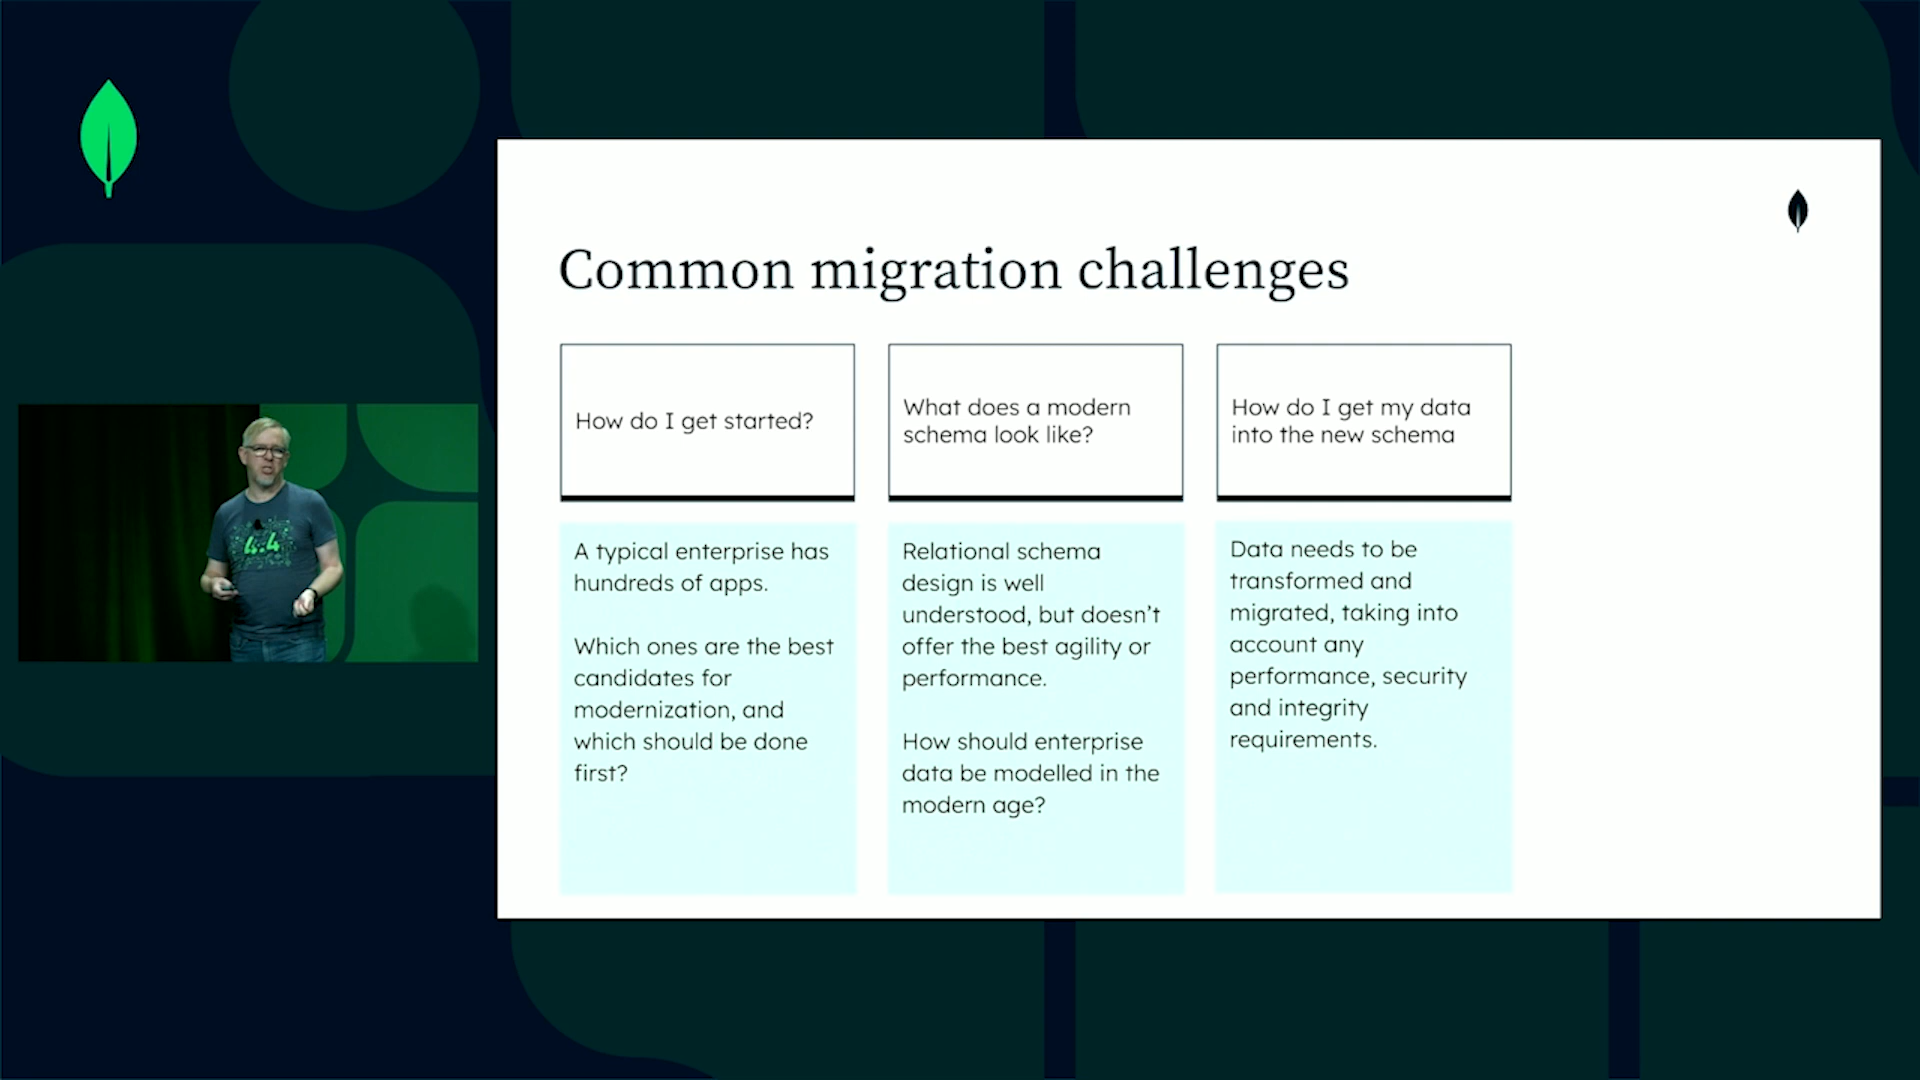 Common migration challenges
How do I get started?
What does a modern
schema look like?
How do I get my data
into the new schema
A typical enterprise has
hundreds of apps.
Which ones are the best
candidates for
modernization, and
which should be done
first?
Relational schema
design is well
understood, but doesn’t
offer the best agility or
performance.
How should enterprise
data be modelled in the
modern age?
Data needs to be
transformed and
migrated, taking into
account any
performance, security
and integrity
requirements.
4.4